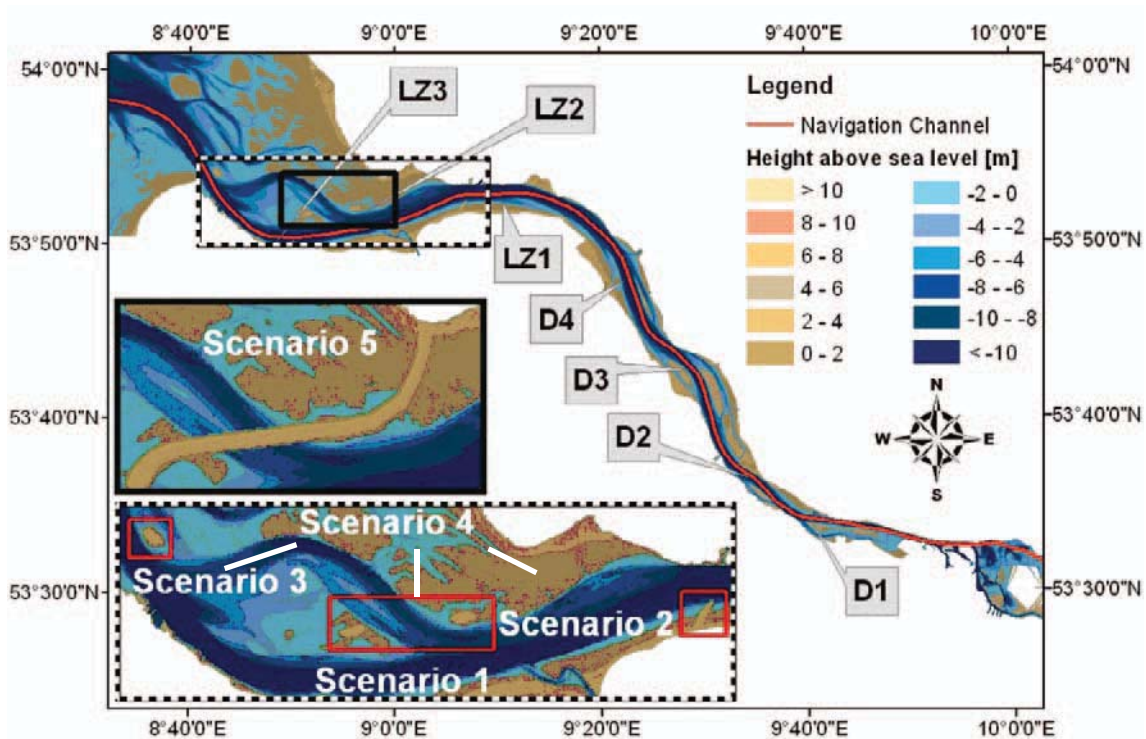 8°40'0"E 9°0'0"E 9°20'0"E 9°40'0"E 10°0'0"E
54°0'0"N
54°0'0"N
LZ3
LZ2
Legend
Navigation Channel
Height above sea level [m]
> 10
8 - 10
6 - 8
4 - 6
2 - 4
0 - 2
-2 - 0
-4 - -2
-6 - -4
-8 - -6
-10 - -8
< -10
53°50'0"N
53°50'0"N
LZ1
D4
D3
D2
D1
N
W E
S
Scenario 5
53°40'0"N
53°40'0"N
Scenario 4
Scenario 3
Scenario 2
Scenario 1
53°30'0"N
53°30'0"N
8°40'0"E 9°0'0"E 9°20'0"E 9°40'0"E 10°0'0"E